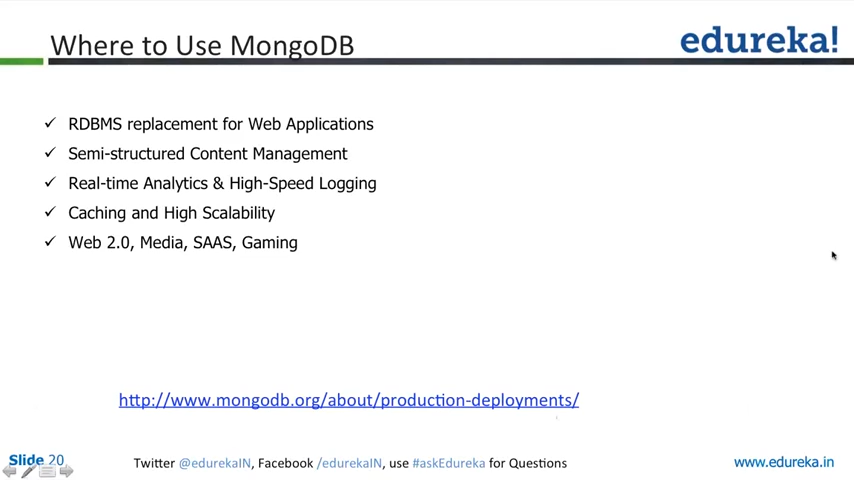 Where to Use MongoDB
edureka!
✓ RDBMS replacement for Web Applications
✓ Semi-structured Content Management
✓ Real-time Analytics & High-Speed Logging
✓ Caching and High Scalability
✓ Web 2.0, Media, SAAS, Gaming
http://www.mongodb.org/about/production-deployments/
Slide 20
Twitter @edurekaIN, Facebook /edurekaIN, use #askEdureka for Questions
www.edureka.in